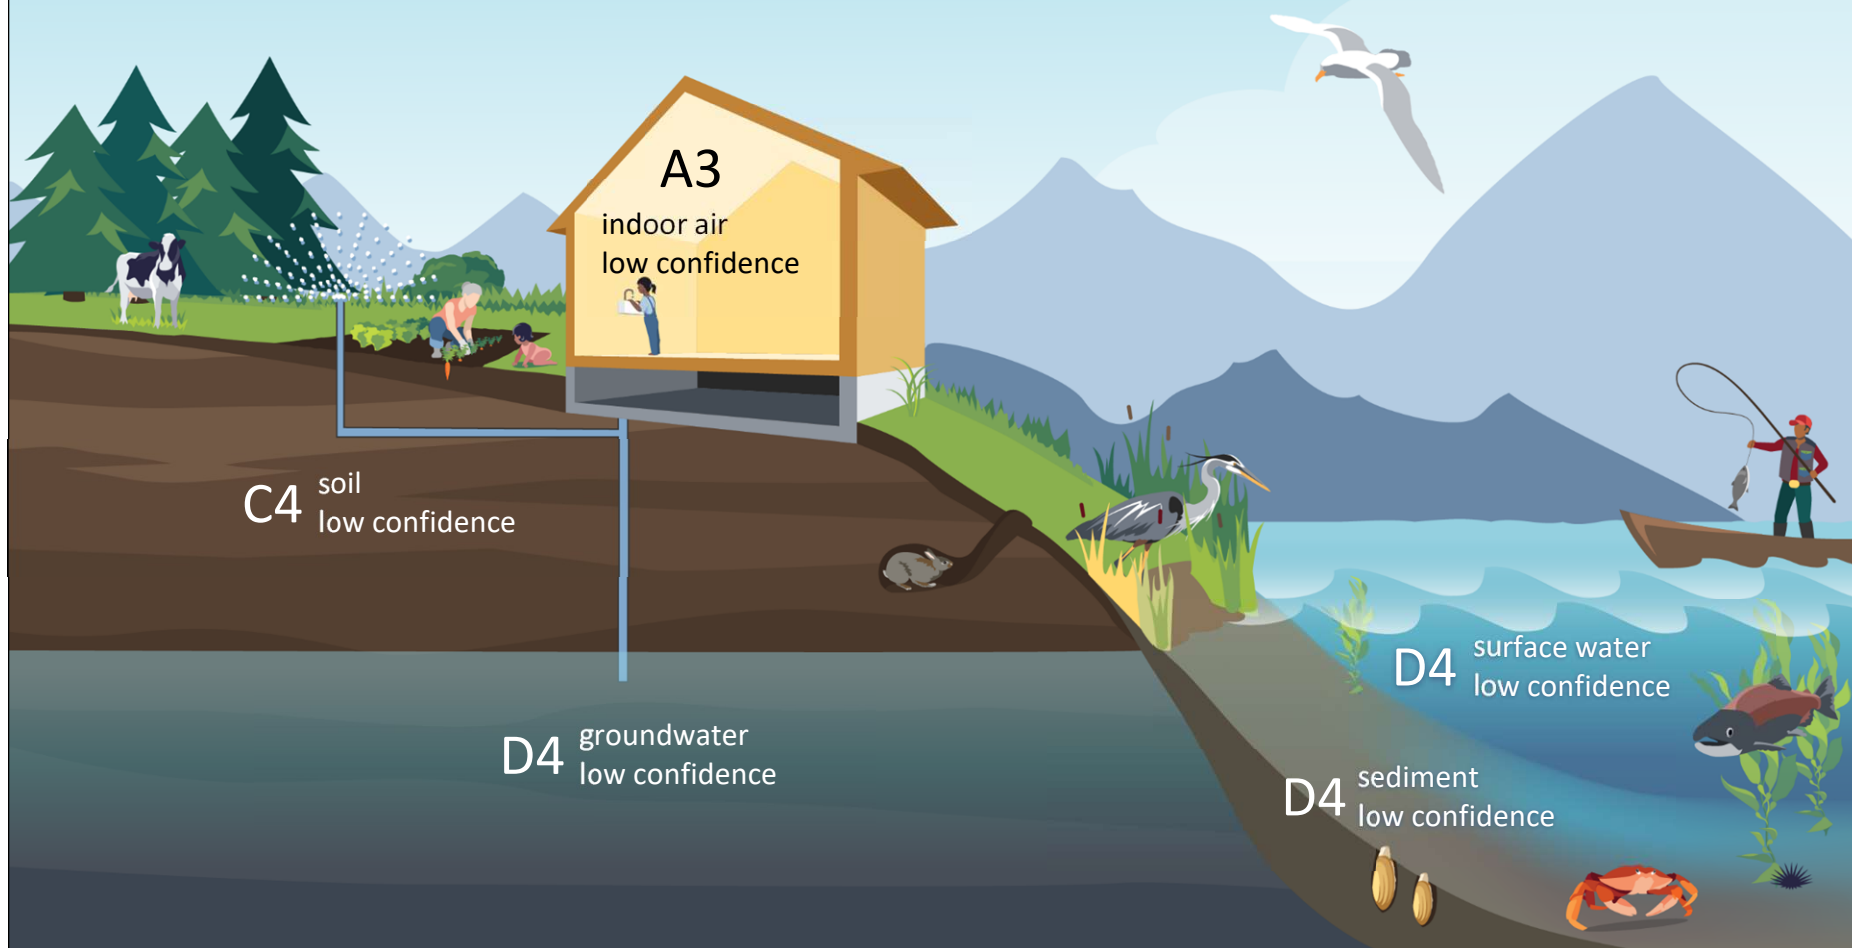 A3
indoor air
low confidence
C4
soil
low confidence
D4
surface water
low confidence
D4
groundwater
low confidence
D4
sediment
low confidence